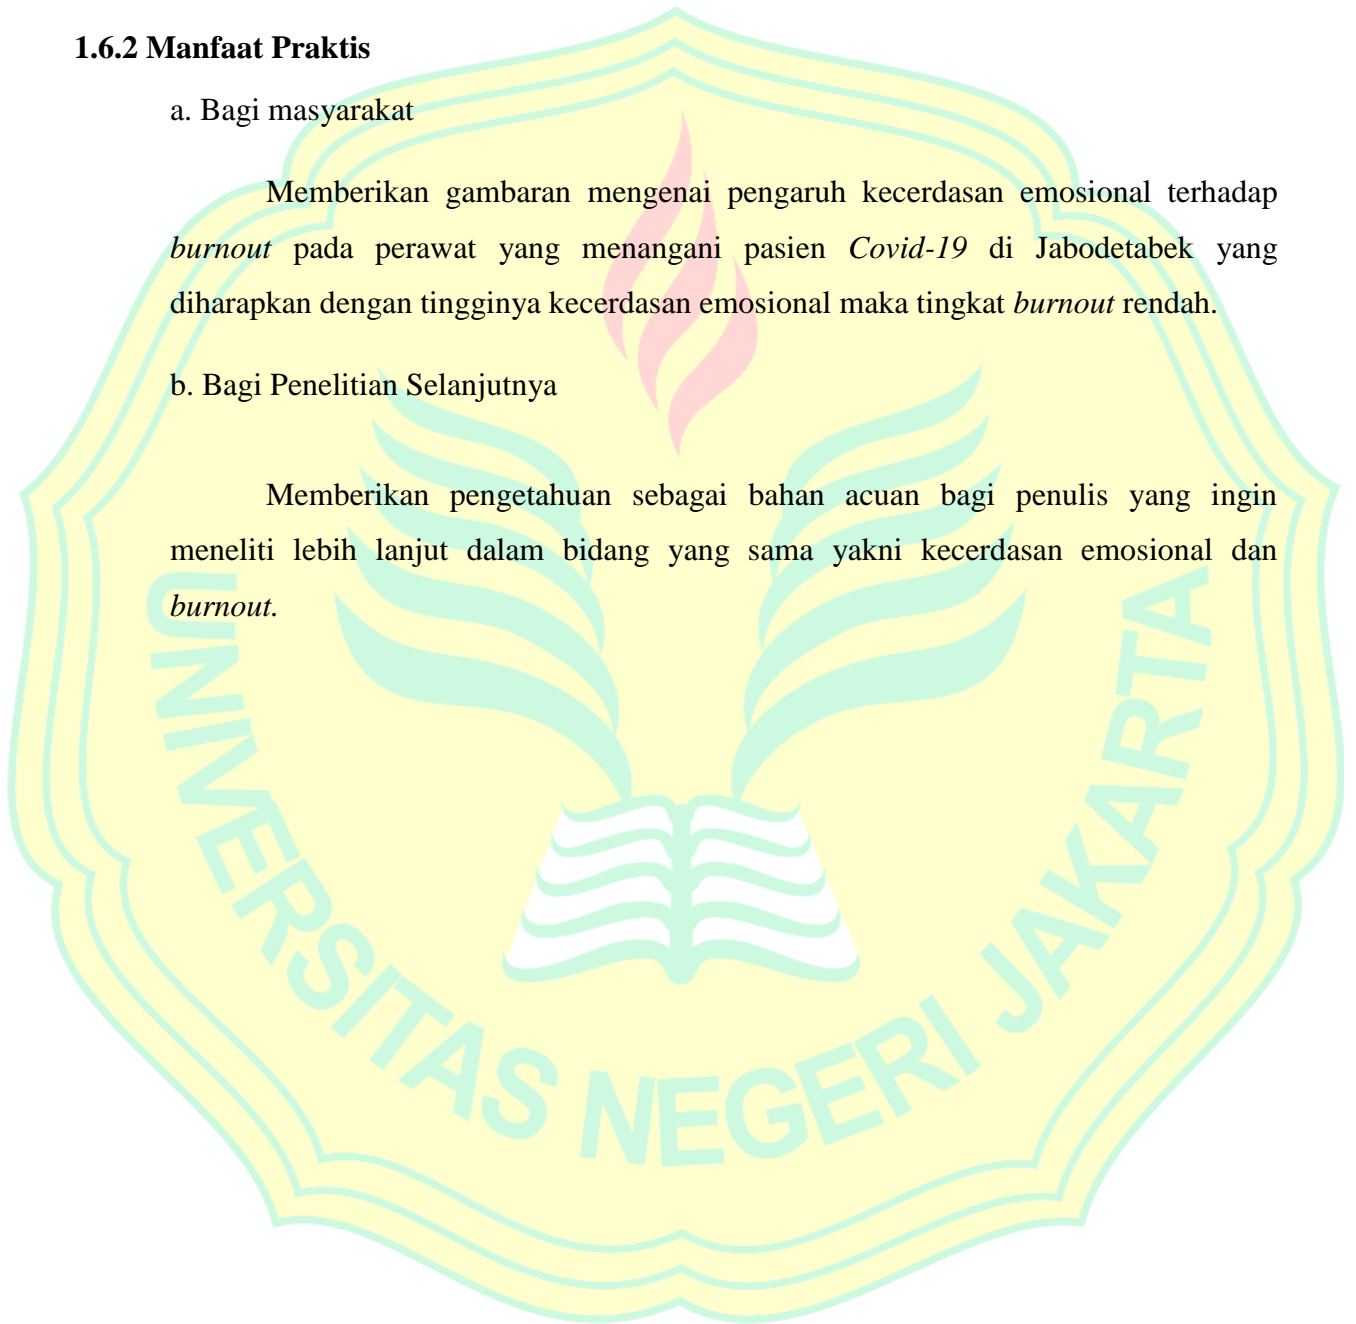 1.6.2 Manfaat Praktis
a. Bagi masyarakat
Memberikan gambaran mengenai pengaruh kecerdasan emosional terhadap
burnout pada perawat yang menangani pasien Covid-19 di Jabodetabek yang
diharapkan dengan tingginya kecerdasan emosional maka tingkat burnout rendah.
b. Bagi Penelitian Selanjutnya
Memberikan pengetahuan sebagai bahan acuan bagi penulis yang ingin
meneliti lebih lanjut dalam bidang yang sama yakni kecerdasan emosional dan
burnout.
UNIVERSITAS NEGERI JAKARTA